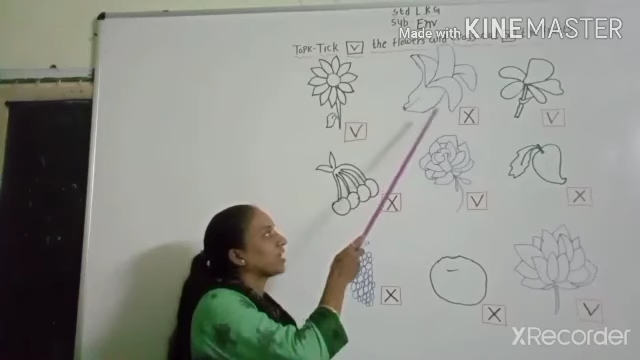 Std LKG
Sub Env
Made with KINEMASTER
Topic-Tick ✓ the flowers and
X
V
V
X
V
X
X
X
V
XRecorder